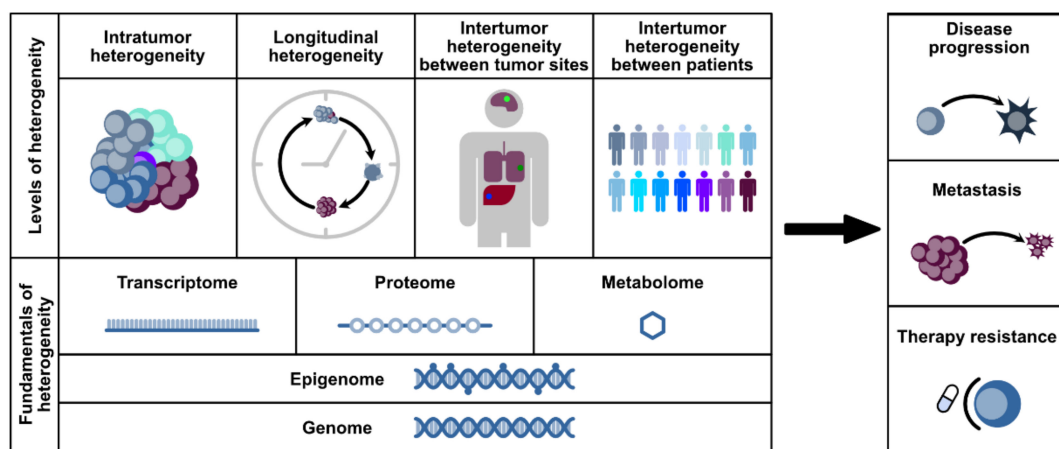 Levels of heterogeneity
Intratumor
heterogeneity
Longitudinal
heterogeneity
Intertumor
heterogeneity
between tumor sites
Intertumor
heterogeneity
between patients
Fundamentals of
heterogeneity
Transcriptome
Proteome
Metabolome
Epigenome
Genome
Disease
progression
Metastasis
Therapy resistance